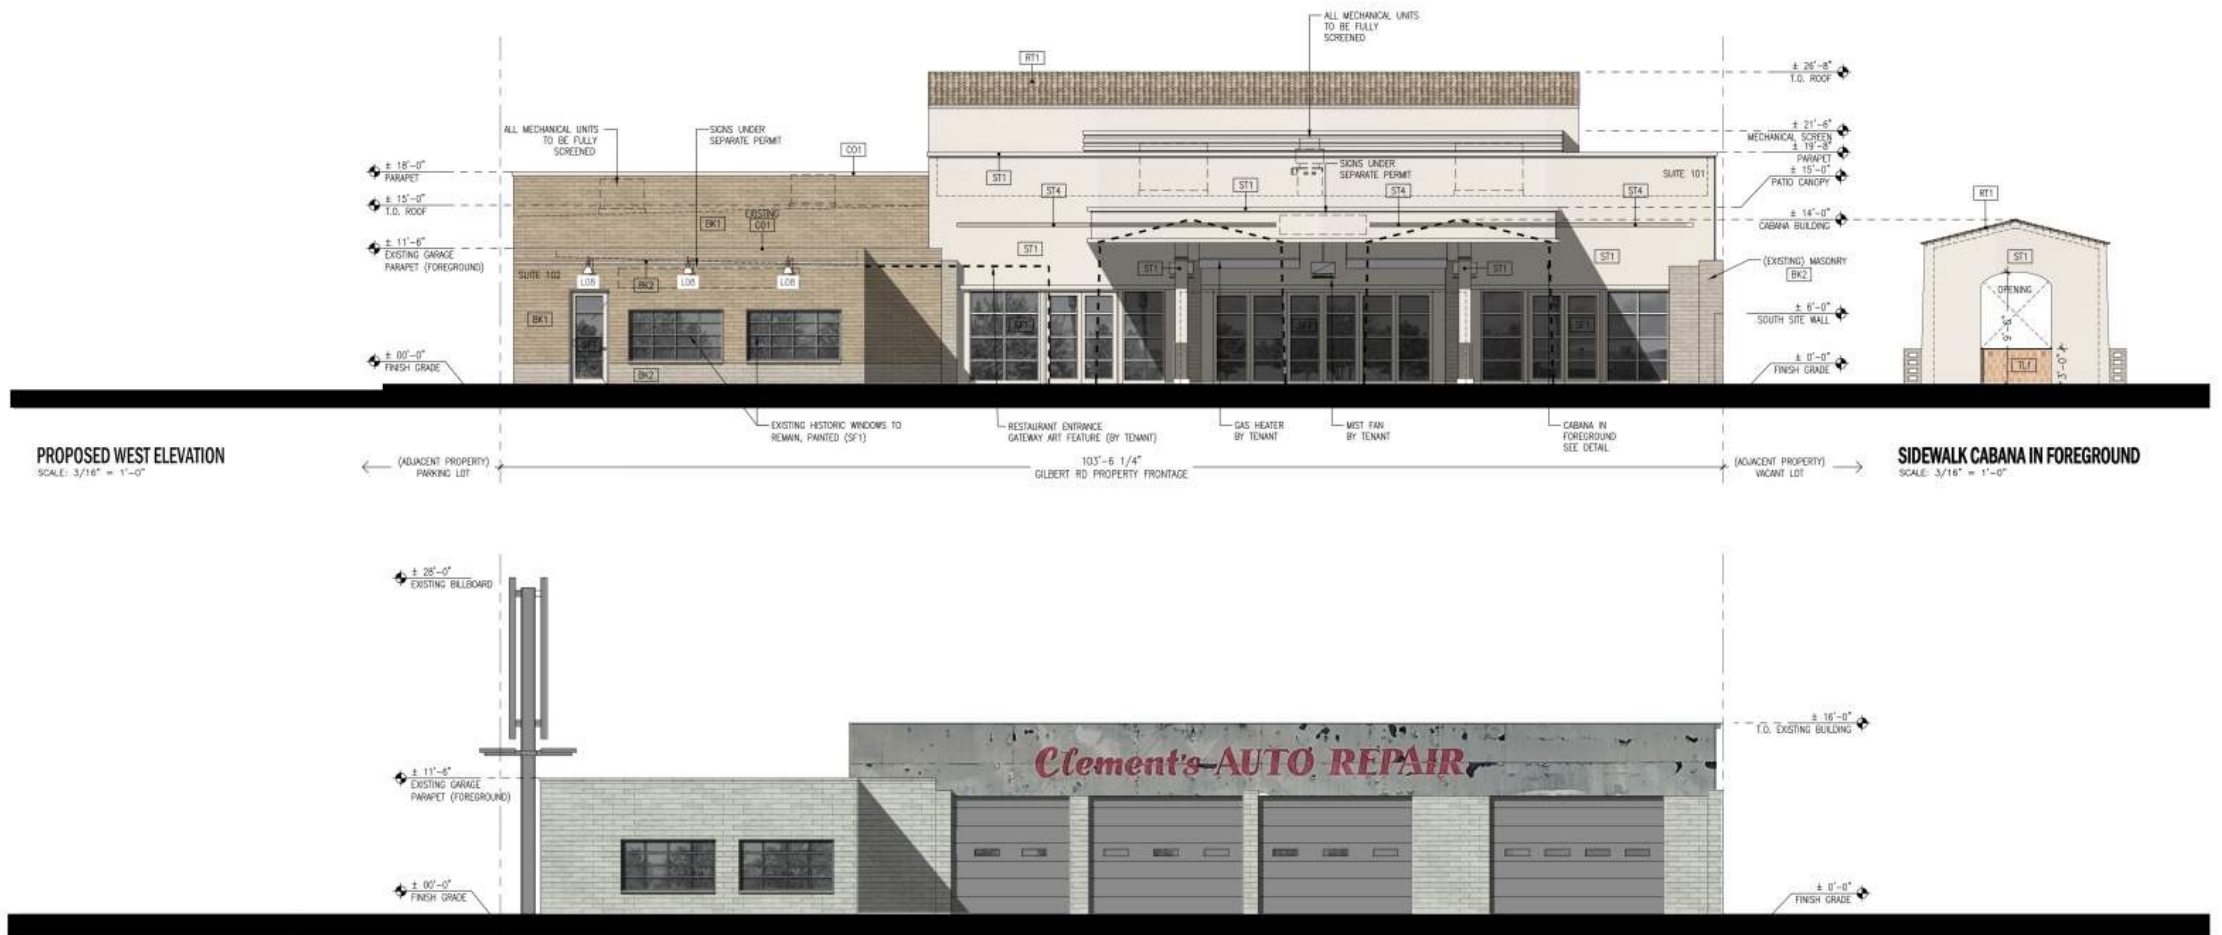 ALL MECHANICAL UNITS
TO BE FULLY
SCREENED
RT1
± 26'-8"
T.O. ROOF
ALL MECHANICAL UNITS
TO BE FULLY
SCREENED
SIGNS UNDER
SEPARATE PERMIT
CO1
± 21'-6"
MECHANICAL SCREEN
± 19'-8"
PARAPET
± 18'-0"
PARAPET
ST1
SIGNS UNDER
SEPARATE PERMIT
SUITE 101
± 15'-0"
PATIO CANOPY
ST4
ST1
ST4
ST4
RT1
± 15'-0"
T.O. ROOF
BK1
EXISTING
CO1
± 14'-0"
CABANA BUILDING
± 11'-6"
EXISTING GARAGE
PARAPET (FOREGROUND)
ST1
ST1
ST1
(EXISTING) MASONRY
BK2
SUITE 102
LO8
BK2
LO8
LO8
ST1
ST1
OPENING
BK1
SF1
SF1
± 6'-0"
SOUTH SITE WALL
9'-6"
± 00'-0"
FINISH GRADE
BK2
± 0'-0"
FINISH GRADE
TL1
3'-0"
EXISTING HISTORIC WINDOWS TO
REMAIN, PAINTED (SF1)
RESTAURANT ENTRANCE
GATEWAY ART FEATURE (BY TENANT)
GAS HEATER
BY TENANT
MIST FAN
BY TENANT
CABANA IN
FOREGROUND
SEE DETAIL
PROPOSED WEST ELEVATION
SCALE: 3/16" = 1'-0"
(ADJACENT PROPERTY)
PARKING LOT
103'-6 1/4"
GILBERT RD PROPERTY FRONTAGE
(ADJACENT PROPERTY)
VACANT LOT
SIDEWALK CABANA IN FOREGROUND
SCALE: 3/16" = 1'-0"
± 28'-0"
EXISTING BILLBOARD
± 16'-0"
T.O. EXISTING BUILDING
Clement's AUTO REPAIR
± 11'-6"
EXISTING GARAGE
PARAPET (FOREGROUND)
± 00'-0"
FINISH GRADE
± 0'-0"
FINISH GRADE